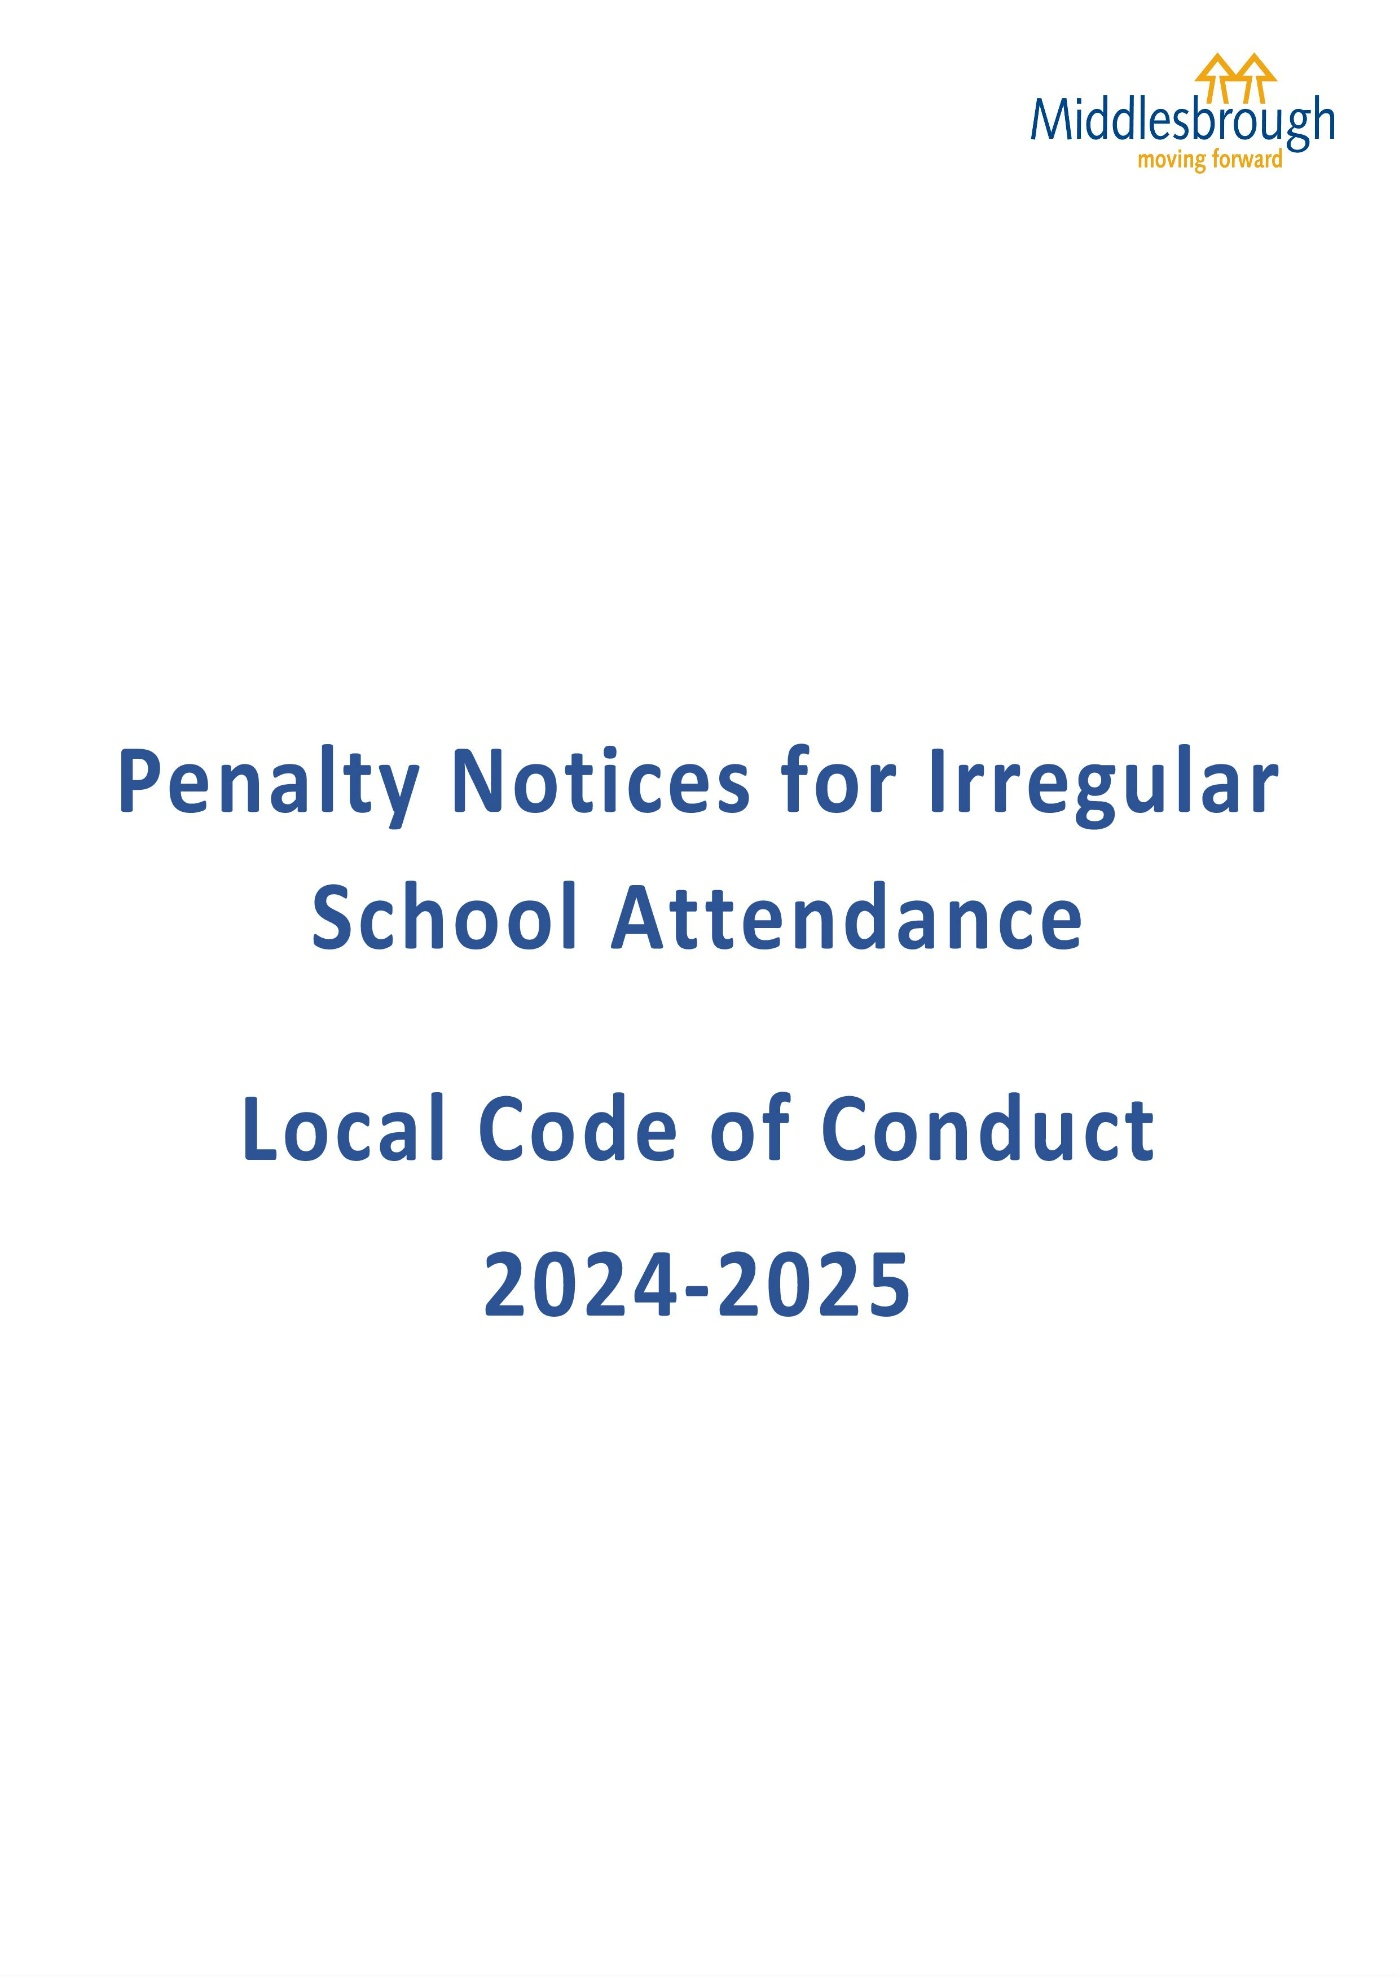 Middlesbrough
moving forward
Penalty Notices for Irregular
School Attendance
Local Code of Conduct
2024-2025